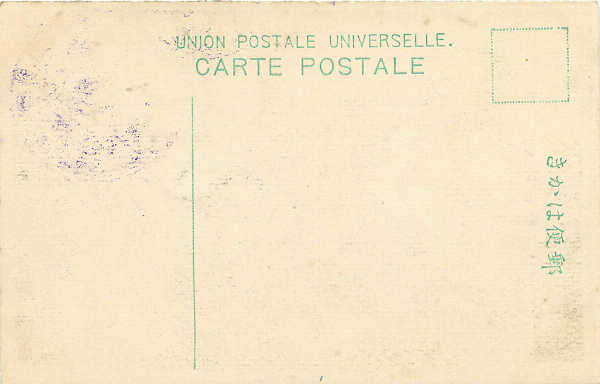 UNION POSTALE UNIVERSELLE.
CARTE POSTALE
郵便はかき